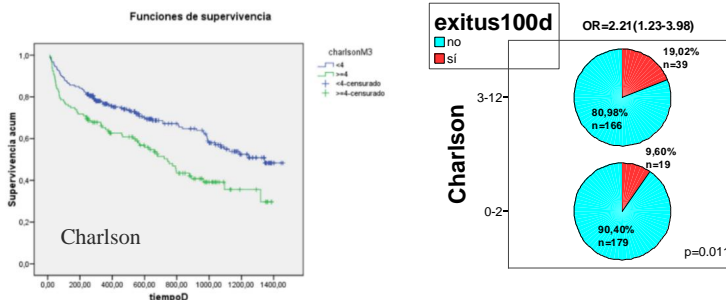 Funciones de supervivencia
Supervivencia acum
1,0
0,8
0,6
0,4
0,2
0,0
0,00
200,00
400,00
600,00
800,00
1000,00
1200,00
1400,00
tiempoD
Charlson
charlsonM3
<4
>=4
<4-censurado
>=4-censurado
exitus100d
no
sí
OR=2.21(1.23-3.98)
Charlson
3-12
19,02%
n=39
80,98%
n=166
0-2
9,60%
n=19
90,40%
n=179
p=0.011